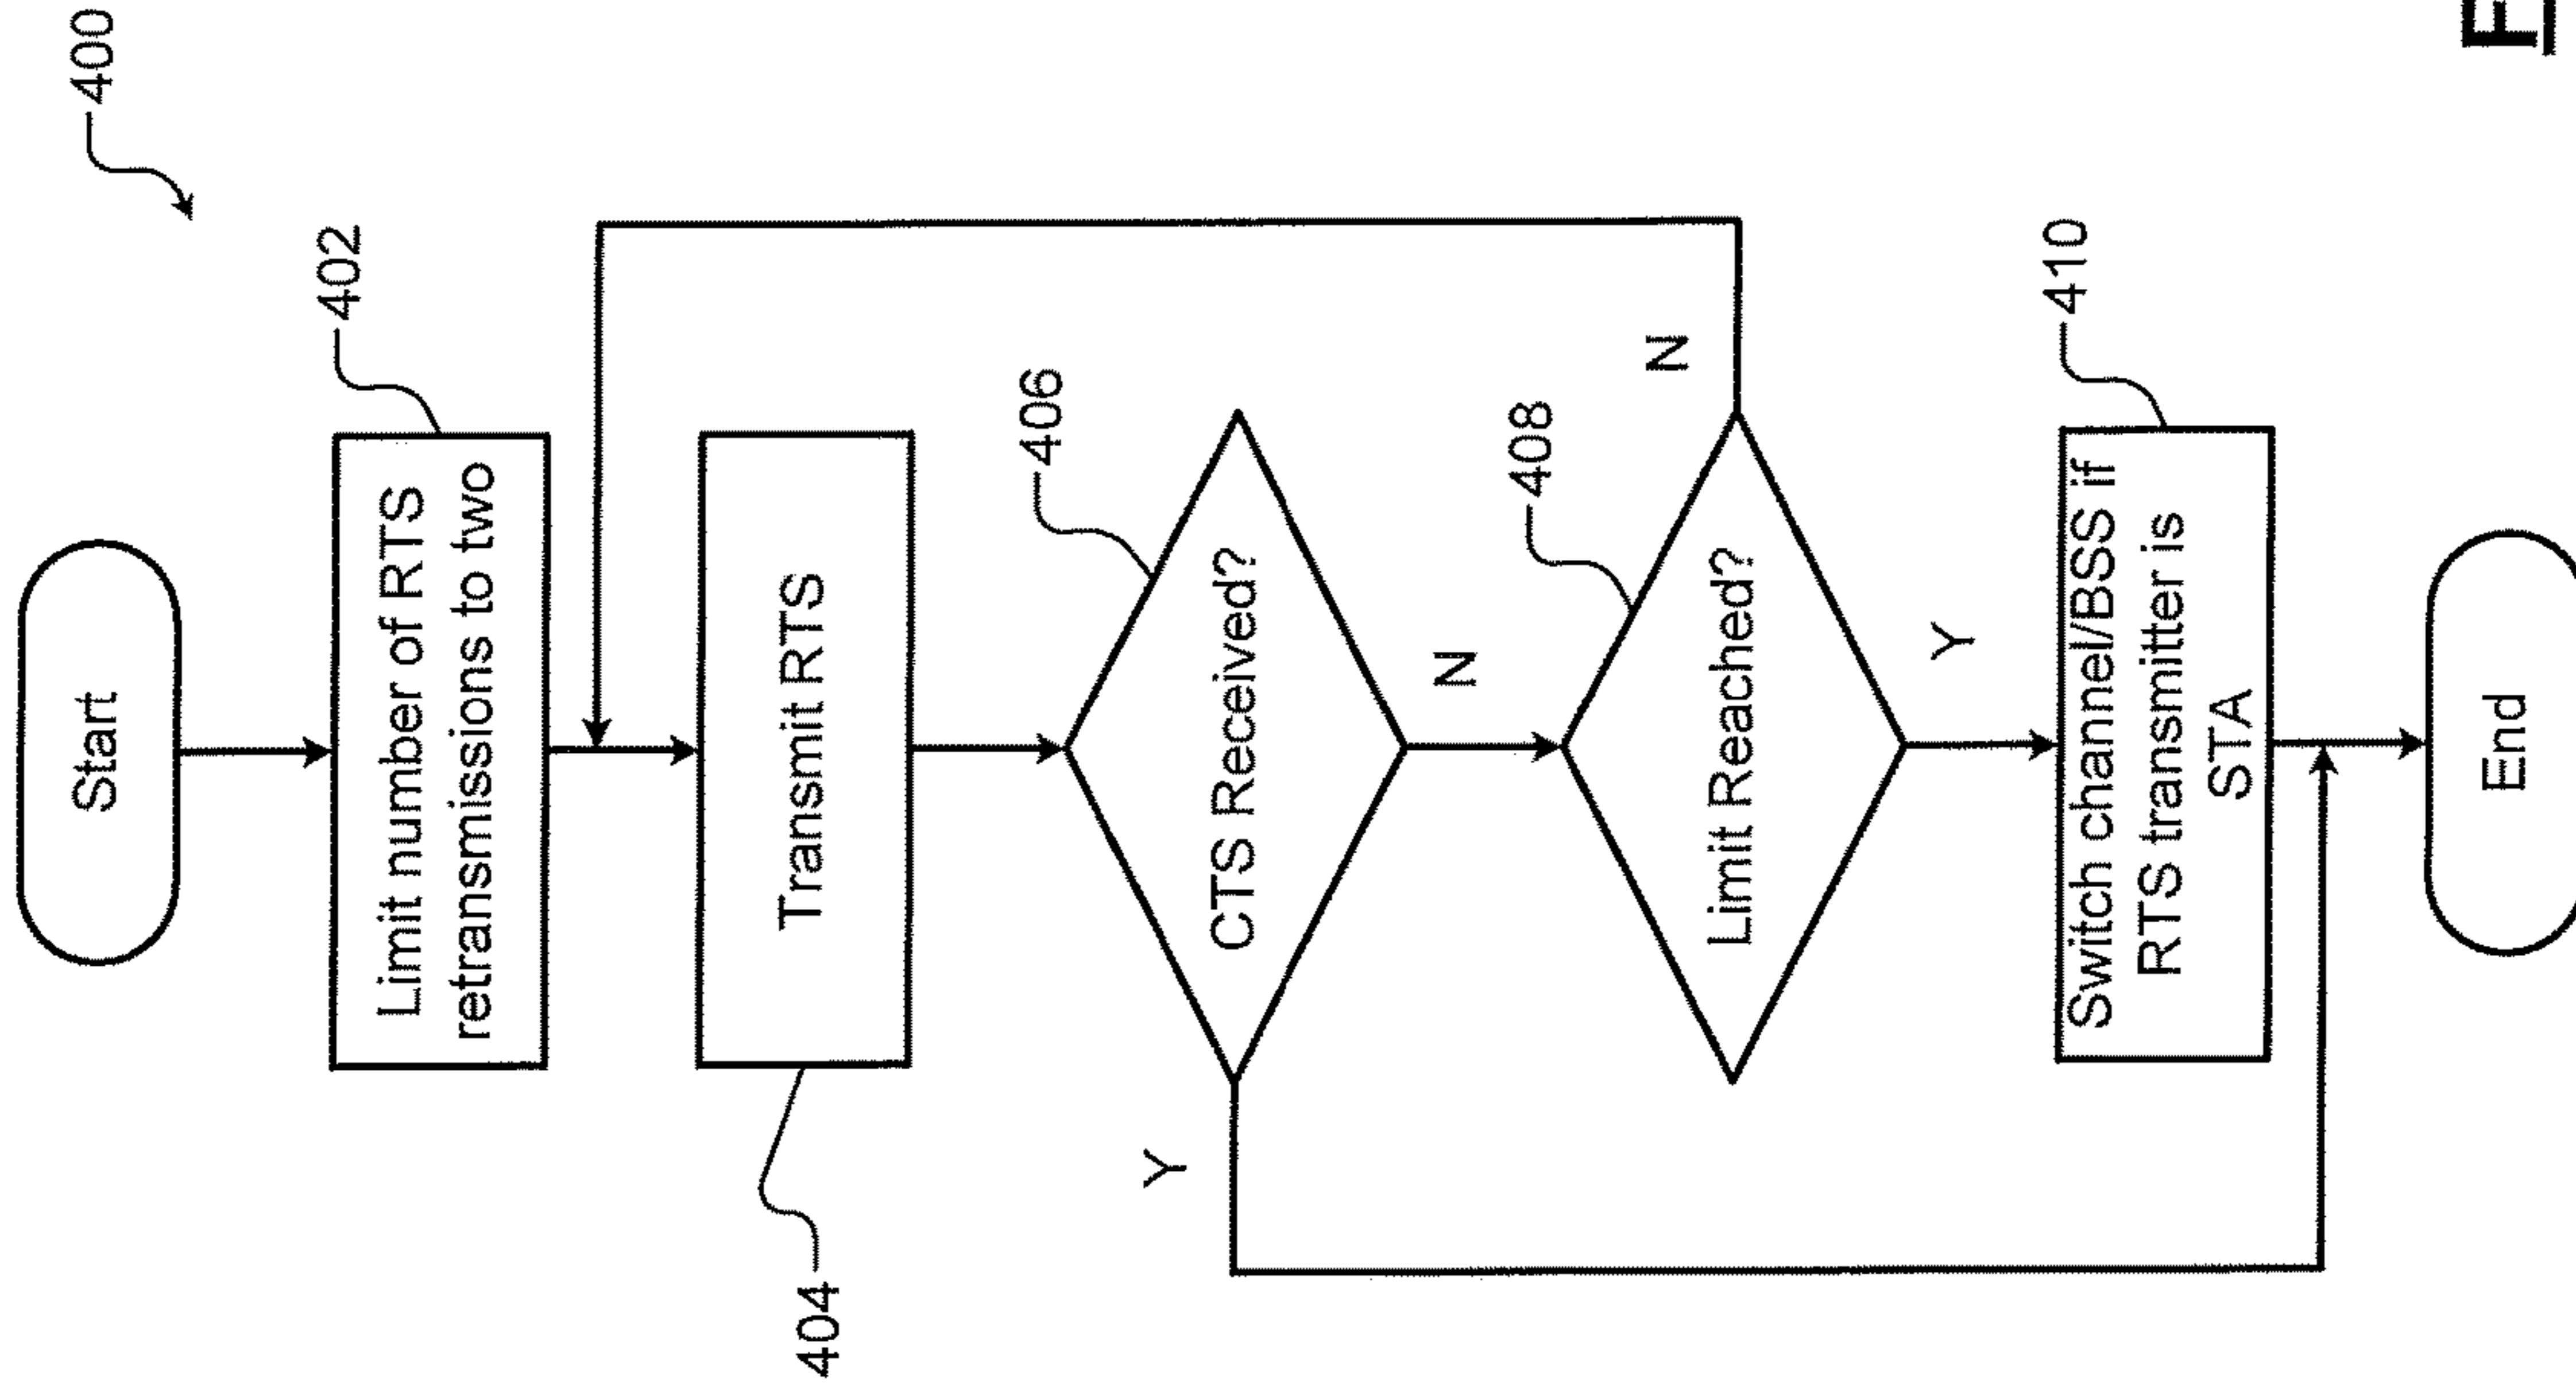 400
Start
402
Limit number of RTS
retransmissions to two
404
Transmit RTS
406
CTS Received?
Y
N
408
Limit Reached?
N
Y
410
Switch channel/BSS if
RTS transmitter is
STA
End